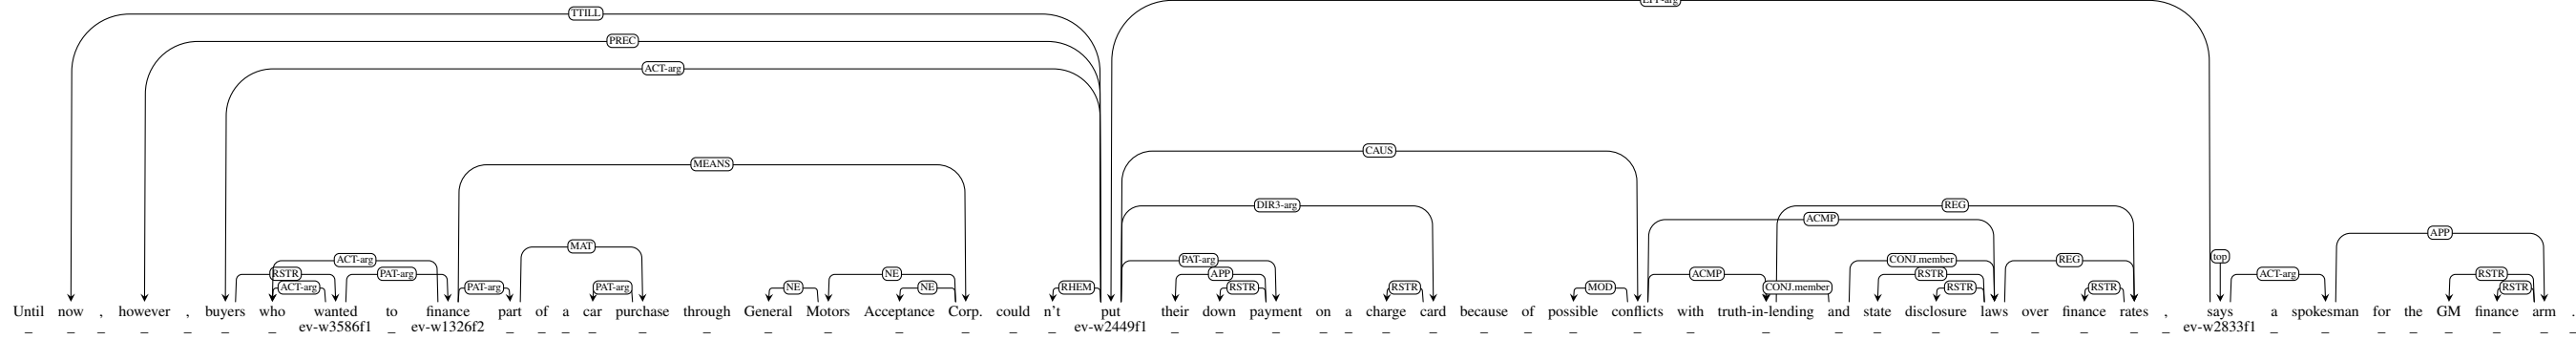 EFF-arg
TTILL
PREC
ACT-arg
CAUS
MEANS
DIR3-arg REG
ACMP
APP
MAT
top
ACT-arg PAT-arg CONJ.member REG
RSTR PAT-arg NE APP ACMP RSTR ACT-arg RSTR
ACT-arg PAT-arg PAT-arg NE NE RHEM RSTR RSTR MOD CONJ.member RSTR RSTR RSTR
Until now , however , buyers who wanted to finance part of a car purchase through General Motors Acceptance Corp. could n't put their down payment on a charge card because of possible conflicts with truth-in-lending and state disclosure laws over finance rates , says a spokesman for the GM finance arm .
_ _ _ _ _ _ _ ev-w3586f1 _ ev-w1326f2 _ _ _ _ _ _ _ _ _ _ _ _ ev-w2449f1 _ _ _ _ _ _ _ _ _ _ _ _ _ _ _ _ _ _ _ _ _ ev-w2833f1 _ _ _ _ _ _ _ _